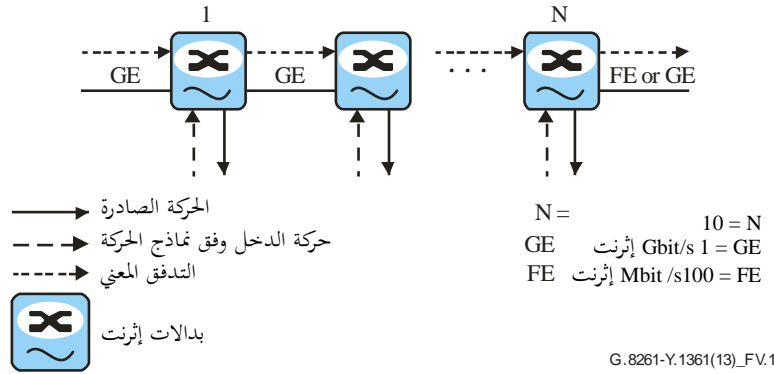 1 N
GE GE . . . FE or GE
الحركة الصادرة
حركة الدخل وفق نماذج الحركة
التدفق المعني
بدالات إثرنت
N = 10 = N
GE إثرنت Gbit/s 1 = GE
FE إثرنت Mbit /s100 = FE
G.8261-Y.1361(13)_FV.1